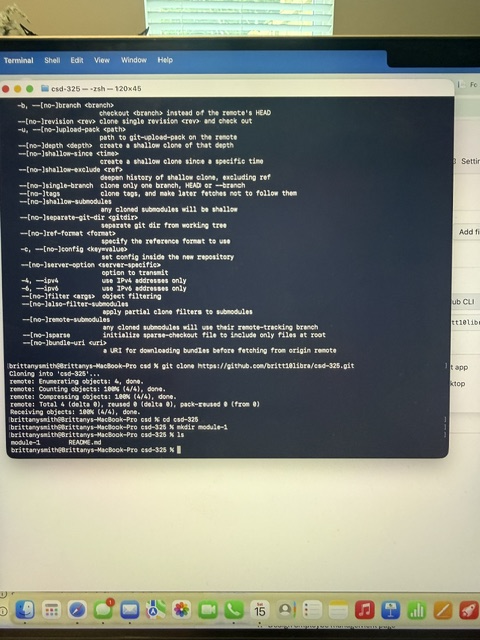 Terminal Shell Edit View Window Help
csd-325 — -zsh — 120×45
-b, --[no-]branch <branch>
checkout <branch> instead of the remote's HEAD
--[no-]revision <rev> clone single revision <rev> and check out
-u, --[no-]upload-pack <path>
path to git-upload-pack on the remote
--[no-]depth <depth> create a shallow clone of that depth
--[no-]shallow-since <time>
create a shallow clone since a specific time
--[no-]shallow-exclude <ref>
deepen history of shallow clone, excluding ref
--[no-]single-branch clone only one branch, HEAD or --branch
--[no-]tags clone tags, and make later fetches not to follow them
--[no-]shallow-submodules
any cloned submodules will be shallow
--[no-]separate-git-dir <gitdir>
separate git dir from working tree
--[no-]ref-format <format>
specify the reference format to use
-c, --[no-]config <key=value>
set config inside the new repository
--[no-]server-option <server-specific>
option to transmit
-4, --ipv4 use IPv4 addresses only
-6, --ipv6 use IPv6 addresses only
--[no-]filter <args> object filtering
--[no-]also-filter-submodules
apply partial clone filters to submodules
--[no-]remote-submodules
any cloned submodules will use their remote-tracking branch
--[no-]sparse initialize sparse-checkout file to include only files at root
--[no-]bundle-uri <uri>
a URI for downloading bundles before fetching from origin remote
brittanysmith@Brittanys-MacBook-Pro csd % git clone https://github.com/britt10libra/csd-325.git
Cloning into 'csd-325'...
remote: Enumerating objects: 4, done.
remote: Counting objects: 100% (4/4), done.
remote: Compressing objects: 100% (4/4), done.
remote: Total 4 (delta 0), reused 0 (delta 0), pack-reused 0 (from 0)
Receiving objects: 100% (4/4), done.
brittanysmith@Brittanys-MacBook-Pro csd % cd csd-325
brittanysmith@Brittanys-MacBook-Pro csd-325 % mkdir module-1
brittanysmith@Brittanys-MacBook-Pro csd-325 % ls
module-1 README.md
brittanysmith@Brittanys-MacBook-Pro csd-325 %
Settin
Add fi
ub CLI
tt10li
t app
ktop
15